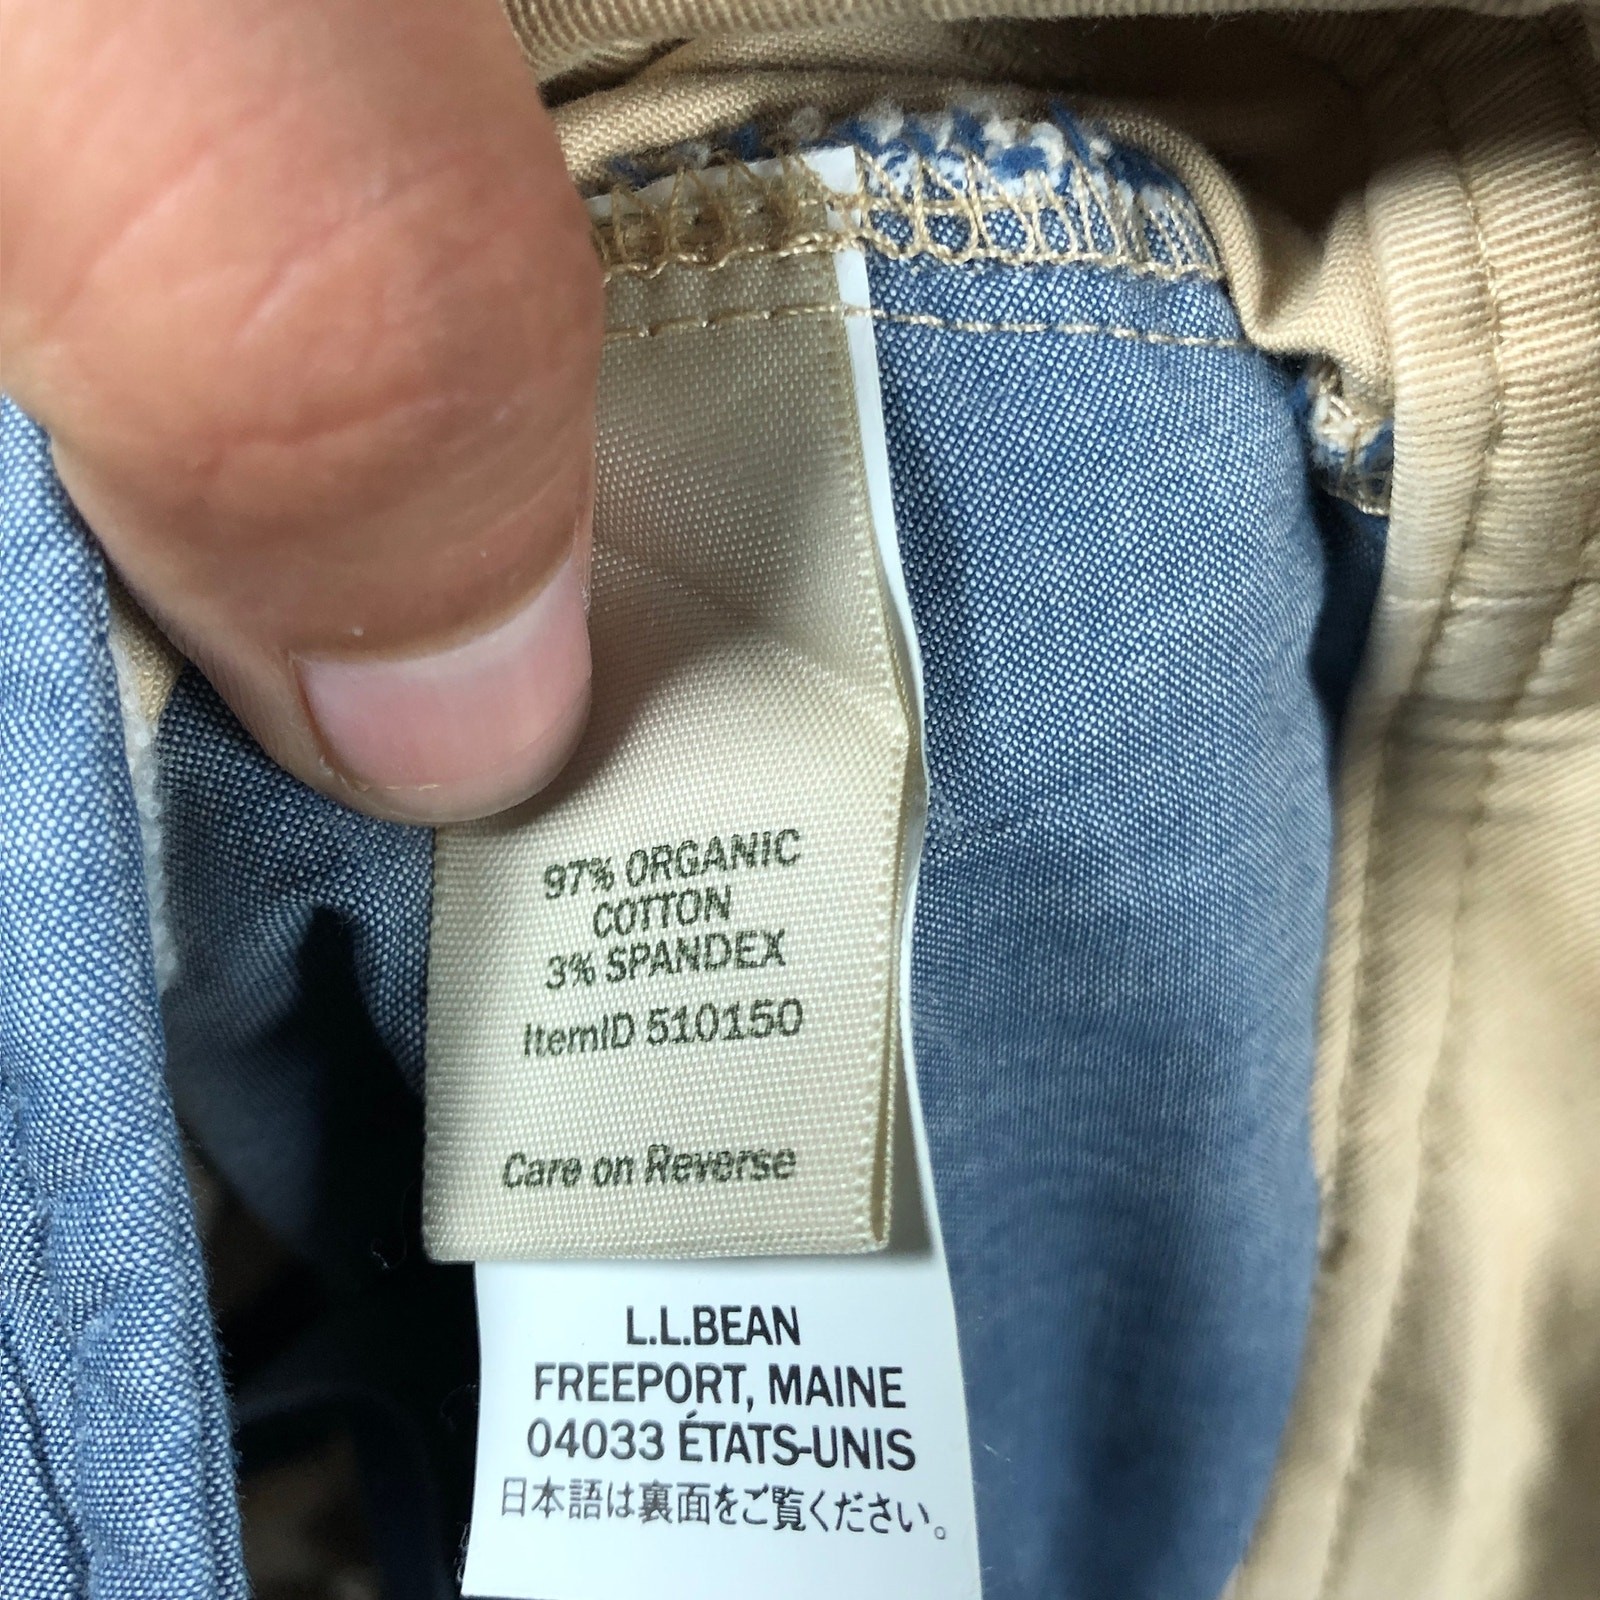 97% ORGANIC
COTTON
3% SPANDEX
ItemID 510150
Care on Reverse
L.L.BEAN
FREEPORT, MAINE
04033 ÉTATS-UNIS
日本語は裏面をご覧ください。